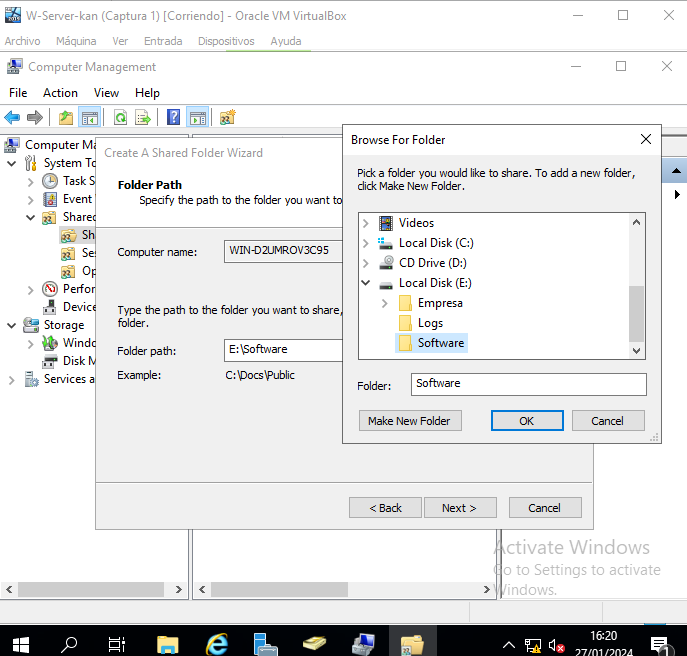 W-Server-kan (Captura 1) [Corriendo] - Oracle VM VirtualBox
Archivo Máquina Ver Entrada Dispositivos Ayuda
Computer Management
File Action View Help
Computer Ma
System To
Task S
Event
Shared
Sh
Se
Op
Perfor
Device
Storage
Windo
Disk M
Services a
Create A Shared Folder Wizard
Folder Path
Specify the path to the folder you want to
Computer name: WIN-D2UMROV3C95
Type the path to the folder you want to share,
folder.
Folder path: E:\Software
Example: C:\Docs\Public
< Back Next > Cancel
Browse For Folder
Pick a folder you would like to share. To add a new folder,
click Make New Folder.
Videos
Local Disk (C:)
CD Drive (D:)
Local Disk (E:)
Empresa
Logs
Software
Folder: Software
Make New Folder OK Cancel
Activate Windows
Go to Settings to activate
Windows.
16:20
27/01/2024
1